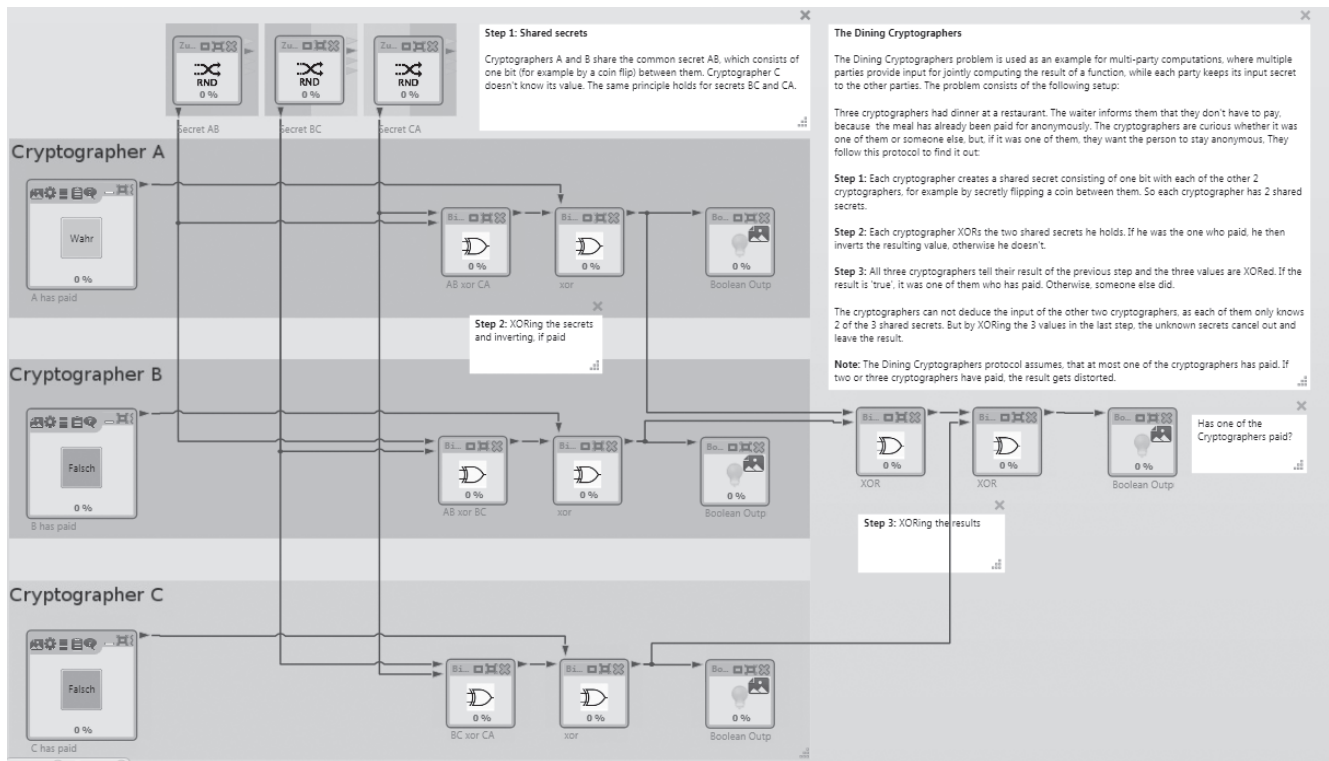 Zu...
RND
0 %
Secret AB
Zu...
RND
0 %
Secret BC
Zu...
RND
0 %
Secret CA
Step 1: Shared secrets
Cryptographers A and B share the common secret AB, which consists of
one bit (for example by a coin flip) between them. Cryptographer C
doesn't know its value. The same principle holds for secrets BC and CA.
The Dining Cryptographers
The Dining Cryptographers problem is used as an example for multi-party computations, where multiple
parties provide input for jointly computing the result of a function, while each party keeps its input secret
to the other parties. The problem consists of the following setup:
Three cryptographers had dinner at a restaurant. The waiter informs them that they don't have to pay,
because the meal has already been paid for anonymously. The cryptographers are curious whether it was
one of them or someone else, but, if it was one of them, they want the person to stay anonymous. They
follow this protocol to find it out:
Step 1: Each cryptographer creates a shared secret consisting of one bit with each of the other 2
cryptographers, for example by secretly flipping a coin between them. So each cryptographer has 2 shared
secrets.
Step 2: Each cryptographer XORs the two shared secrets he holds. If he was the one who paid, he then
inverts the resulting value, otherwise he doesn't.
Step 3: All three cryptographers tell their result of the previous step and the three values are XORed. If the
result is 'true', it was one of them who has paid. Otherwise, someone else did.
The cryptographers can not deduce the input of the other two cryptographers, as each of them only knows
2 of the 3 shared secrets. But by XORing the 3 values in the last step, the unknown secrets cancel out and
leave the result.
Note: The Dining Cryptographers protocol assumes, that at most one of the cryptographers has paid. If
two or three cryptographers have paid, the result gets distorted.
Cryptographer A
Wahr
0 %
A has paid
Bi...
0 %
AB xor CA
Bi...
0 %
xor
Bo...
0 %
Boolean Outp
Step 2: XORing the secrets
and inverting, if paid
Cryptographer B
Falsch
0 %
B has paid
Bi...
0 %
AB xor BC
Bi...
0 %
xor
Bo...
0 %
Boolean Outp
Bi...
0 %
XOR
Bi...
0 %
XOR
Bo...
0 %
Boolean Outp
Has one of the
Cryptographers paid?
Step 3: XORing the results
Cryptographer C
Falsch
0 %
C has paid
Bi...
0 %
BC xor CA
Bi...
0 %
xor
Bo...
0 %
Boolean Outp